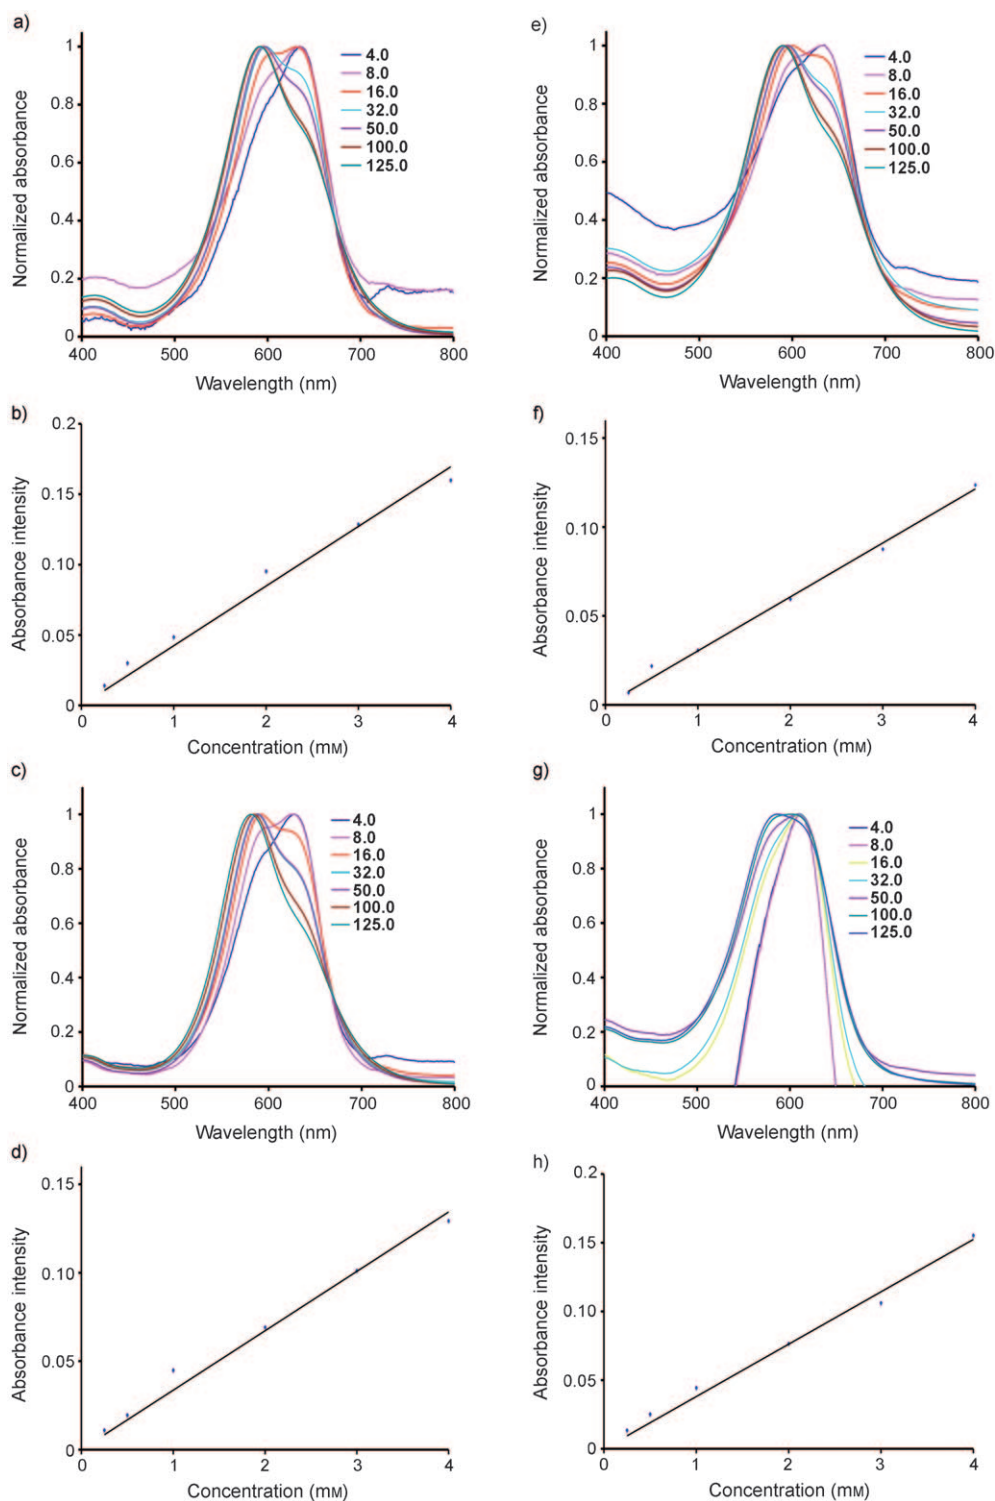 a)
Normalized absorbance
1
0.8
0.6
0.4
0.2
0
400 500 600 700 800
Wavelength (nm)
4.0
8.0
16.0
32.0
50.0
100.0
125.0
b)
Absorbance intensity
0.2
0.15
0.100
0.05
0
0 1 2 3 4
Concentration (mM)
c)
Normalized absorbance
1
0.8
0.6
0.4
0.2
0
400 500 600 700 800
Wavelength (nm)
4.0
8.0
16.0
32.0
50.0
100.0
125.0
d)
Absorbance intensity
0.15
0.10
0.05
0
0 1 2 3 4
Concentration (mM)
e)
Normalized absorbance
1
0.8
0.6
0.4
0.2
0
400 500 600 700 800
Wavelength (nm)
4.0
8.0
16.0
32.0
50.0
100.0
125.0
f)
Absorbance intensity
0.15
0.10
0.05
0
0 1 2 3 4
Concentration (mM)
g)
Normalized absorbance
1
0.8
0.6
0.4
0.2
0
400 500 600 700 800
Wavelength (nm)
4.0
8.0
16.0
32.0
50.0
100.0
125.0
h)
Absorbance intensity
0.2
0.15
0.10
0.05
0
0 1 2 3 4
Concentration (mM)